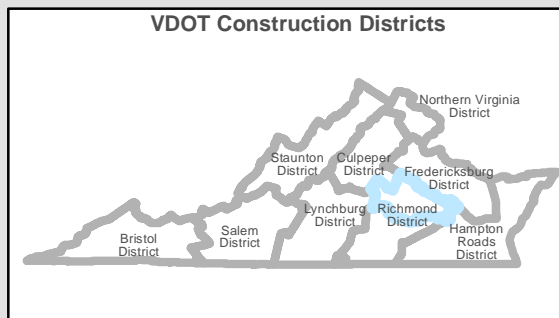 VDOT Construction Districts
Northern Virginia
District
Staunton
District
Culpeper
District
Fredericksburg
District
Lynchburg
District
Richmond
District
Hampton
Roads
District
Salem
District
Bristol
District